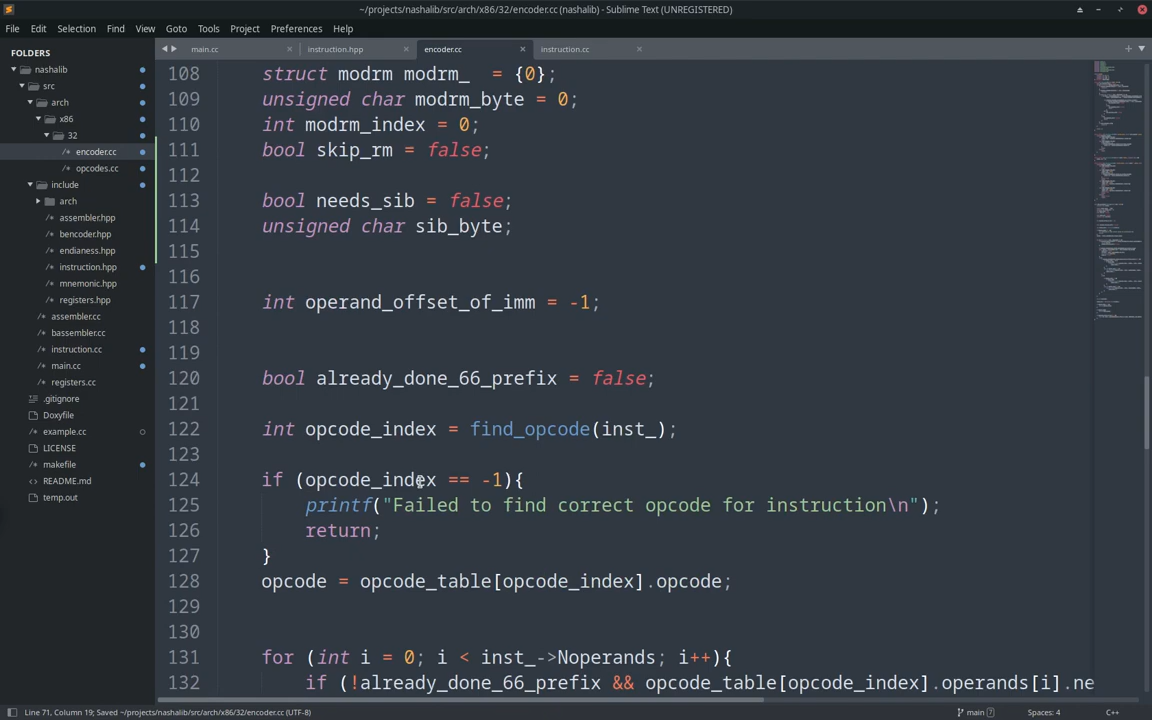 ~/projects/nashalib/src/arch/x86/32/encoder.cc (nashalib) - Sublime Text (UNREGISTERED)
File Edit Selection Find View Goto Tools Project Preferences Help
FOLDERS
nashalib
src
arch
x86
32
/* encoder.cc
/* opcodes.cc
include
arch
/* assembler.hpp
/* bencoder.hpp
/* endianess.hpp
/* instruction.hpp
/* mnemonic.hpp
/* registers.hpp
/* assembler.cc
/* bassembler.cc
/* instruction.cc
/* main.cc
/* registers.cc
.gitignore
Doxyfile
/* example.cc
LICENSE
/* makefile
README.md
temp.out
main.cc instruction.hpp encoder.cc instruction.cc
108 struct modrm modrm_ = {0};
109 unsigned char modrm_byte = 0;
110 int modrm_index = 0;
111 bool skip_rm = false;
112
113 bool needs_sib = false;
114 unsigned char sib_byte;
115
116
117 int operand_offset_of_imm = -1;
118
119
120 bool already_done_66_prefix = false;
121
122 int opcode_index = find_opcode(inst_);
123
124 if (opcode_index == -1){
125 printf("Failed to find correct opcode for instruction\n");
126 return;
127 }
128 opcode = opcode_table[opcode_index].opcode;
129
130
131 for (int i = 0; i < inst_->Noperands; i++){
132 if (!already_done_66_prefix && opcode_table[opcode_index].operands[i].ne
Line 71, Column 19; Saved ~/projects/nashalib/src/arch/x86/32/encoder.cc (UTF-8) main 7 Spaces: 4 C++